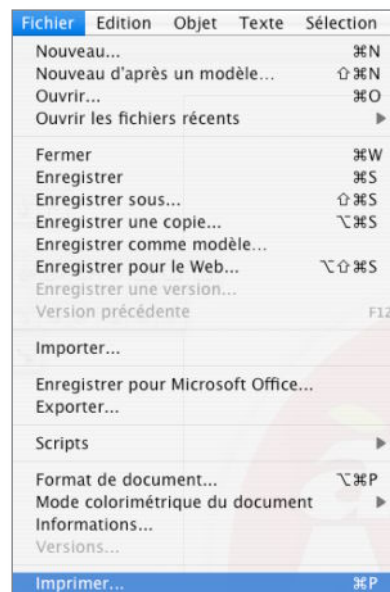 Fichier Edition Objet Texte Sélection
Nouveau... ⌘N
Nouveau d'après un modèle... ⇧⌘N
Ouvrir... ⌘O
Ouvrir les fichiers récents ▶
Fermer ⌘W
Enregistrer ⌘S
Enregistrer sous... ⇧⌘S
Enregistrer une copie... ⌥⌘S
Enregistrer comme modèle...
Enregistrer pour le Web... ⌥⇧⌘S
Enregistrer une version...
Version précédente F12
Importer...
Enregistrer pour Microsoft Office...
Exporter...
Scripts ▶
Format de document... ⌥⌘P
Mode colorimétrique du document ▶
Informations...
Versions...
Imprimer... ⌘P